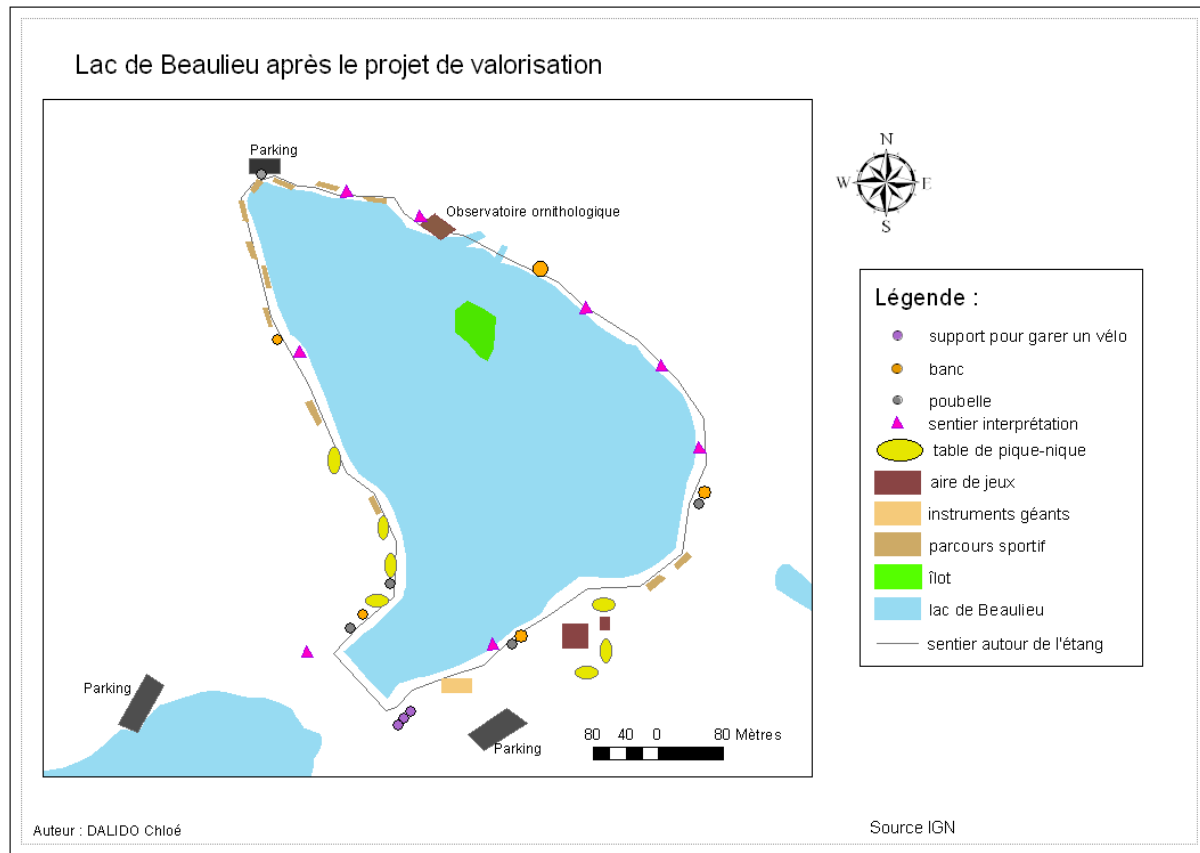 Lac de Beaulieu après le projet de valorisation
Parking
Observatoire ornithologique
N
W
E
S
Légende :
support pour garer un vélo
banc
poubelle
sentier interprétation
table de pique-nique
aire de jeux
instruments géants
parcours sportif
îlot
lac de Beaulieu
sentier autour de l'étang
Parking
Parking
80 40 0 80 Mètres
Auteur : DALIDO Chloé
Source IGN